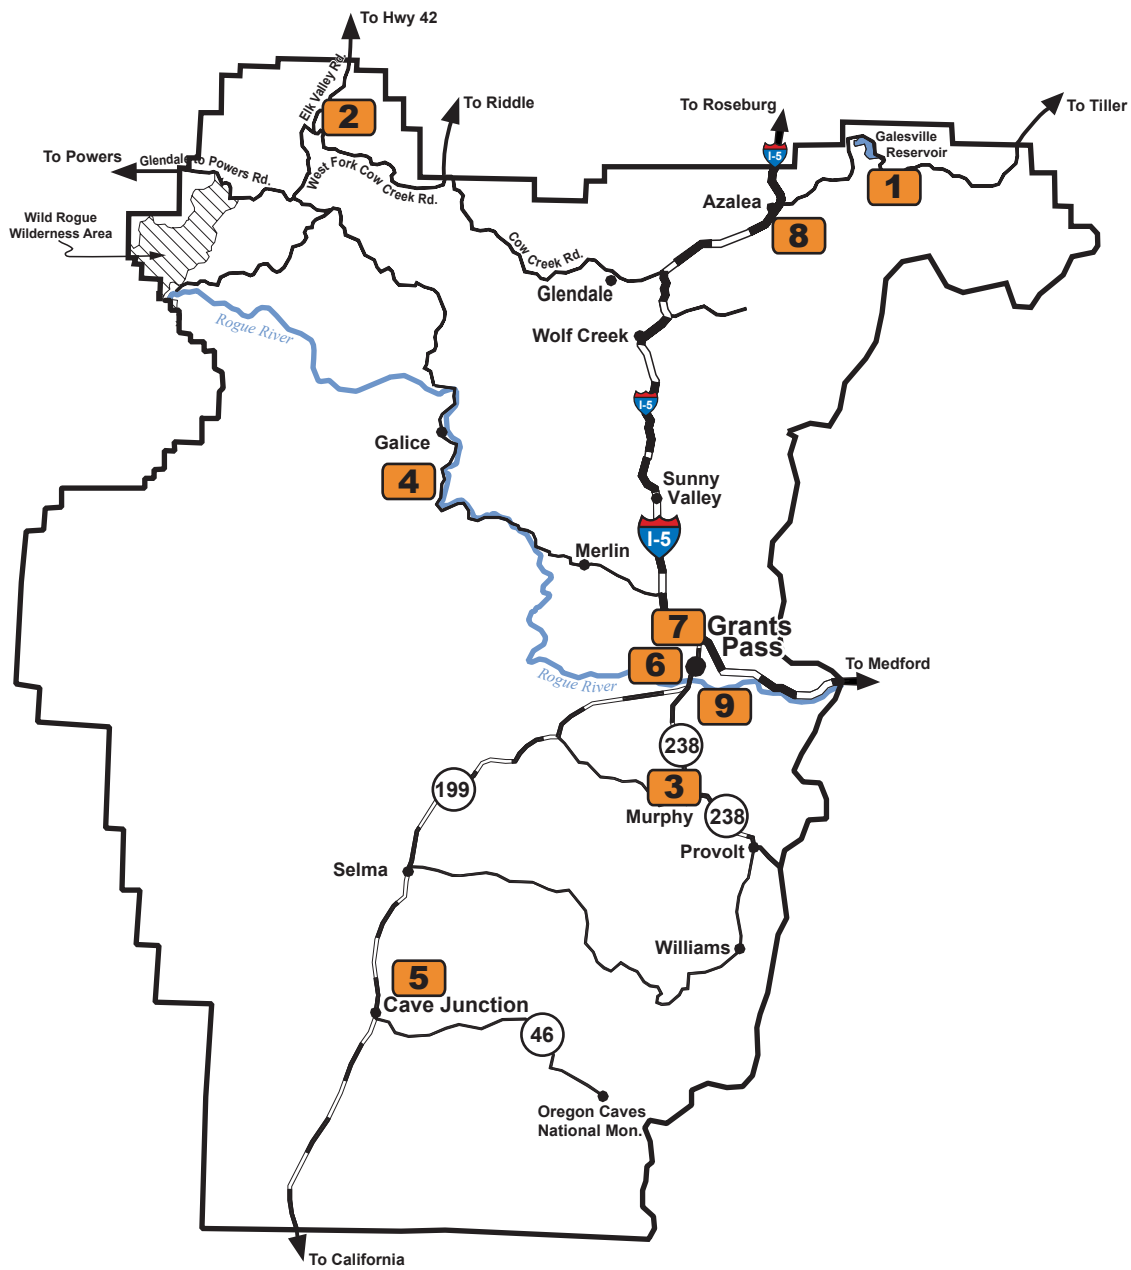 To Hwy 42
Elk Valley Rd.
2
To Riddle
To Roseburg
I-5
To Tiller
Galesville
Reservoir
1
To Powers
Glendale to Powers Rd.
West Fork Cow Creek Rd.
Wild Rogue
Wilderness Area
Azalea
8
Cow Creek Rd.
Glendale
Rogue River
Wolf Creek
I-5
Galice
4
Sunny
Valley
I-5
Merlin
7
Grants
Pass
6
To Medford
Rogue River
9
238
199
3
Murphy
238
Provolt
Selma
Williams
5
Cave Junction
46
Oregon Caves
National Mon.
To California